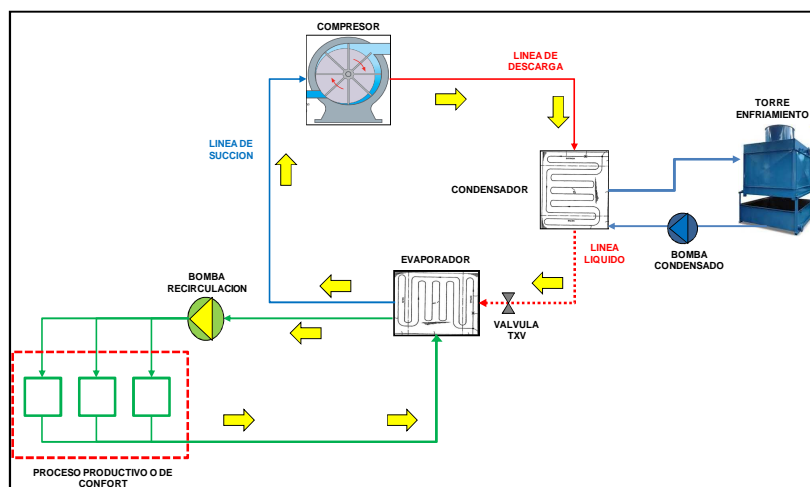 COMPRESOR
LINEA DE
DESCARGA
TORRE
ENFRIAMIENTO
LINEA DE
SUCCION
CONDENSADOR
LINEA
LIQUIDO
BOMBA
CONDENSADO
EVAPORADOR
BOMBA
RECIRCULACION
VALVULA
TXV
PROCESO PRODUCTIVO O DE
CONFORT